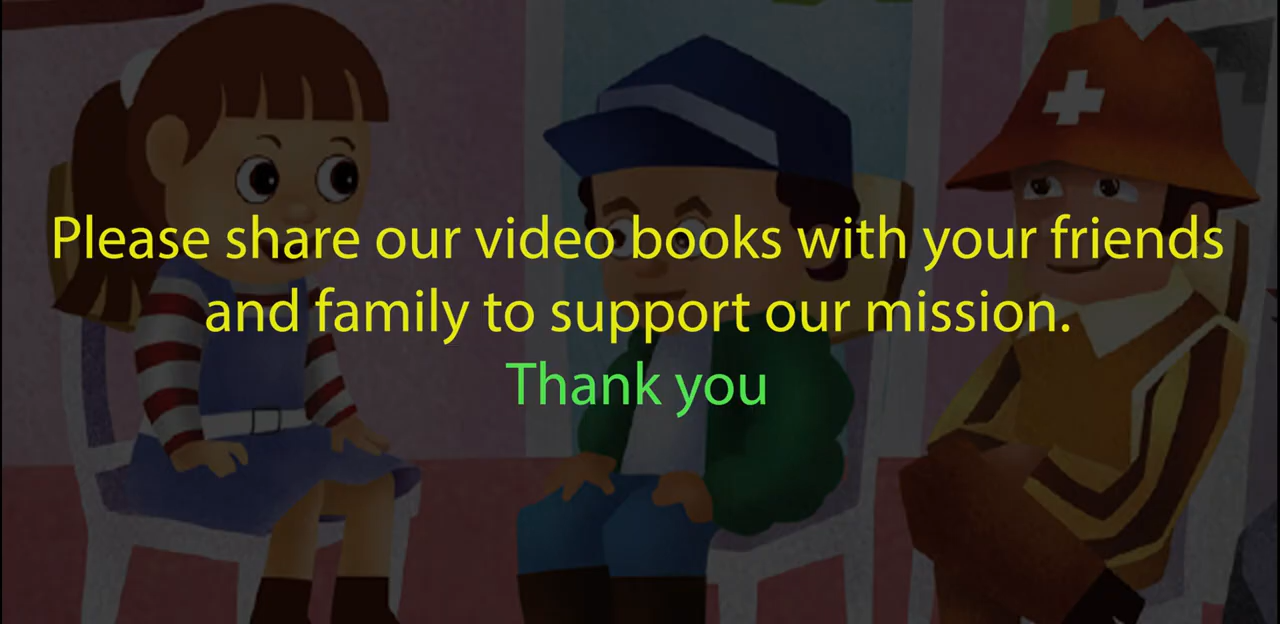 Please share our video books with your friends
and family to support our mission.
Thank you